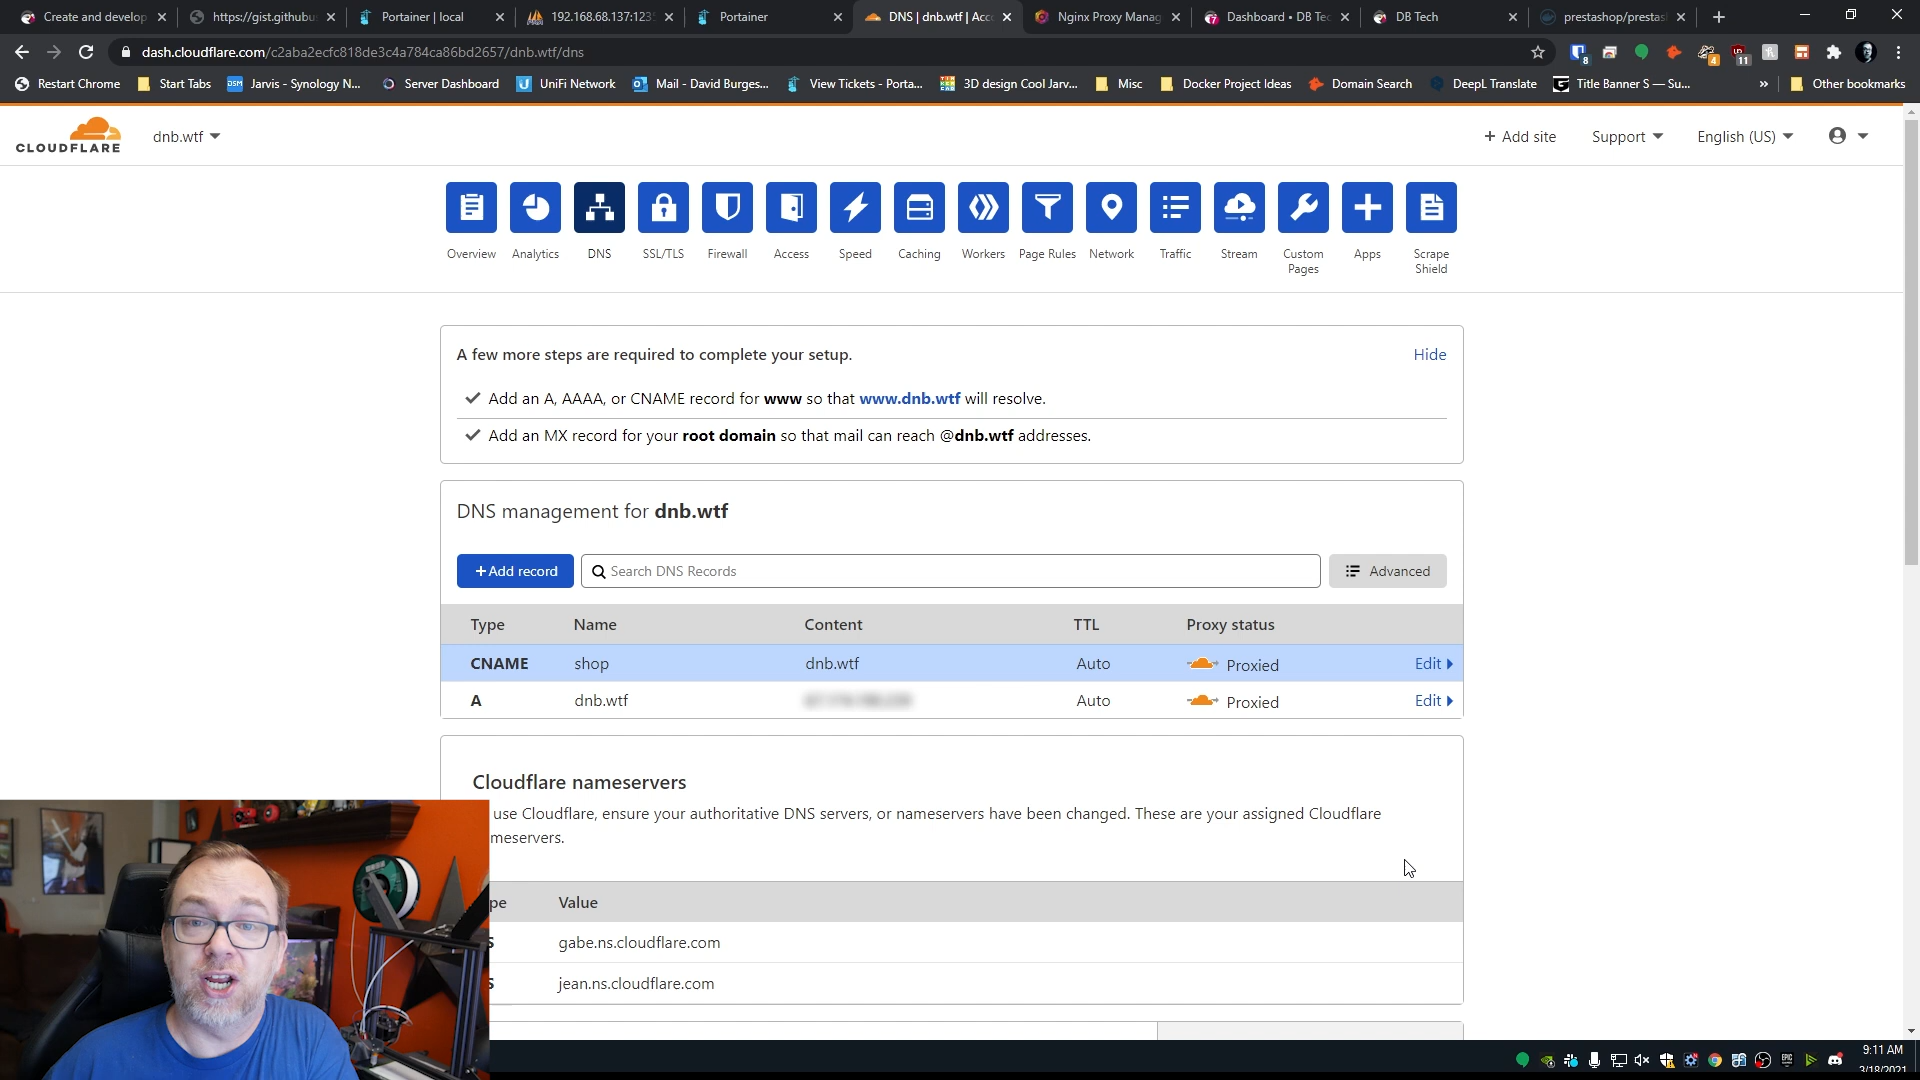 Create and develop
https://gist.githubu
Portainer | local
192.168.68.137:123
Portainer
DNS | dnb.wtf | Acc
Nginx Proxy Manag
Dashboard • DB Tec
DB Tech
prestashop/prestas
dash.cloudflare.com/c2aba2ecfc818de3c4a784ca86bd2657/dnb.wtf/dns
8
4
11
Restart Chrome
Start Tabs
DSM
Jarvis - Synology N...
Server Dashboard
UniFi Network
Mail - David Burges...
View Tickets - Porta...
3D design Cool Jarv...
Misc
Docker Project Ideas
Domain Search
DeepL Translate
Title Banner S — Su...
»
Other bookmarks
CLOUDFLARE
dnb.wtf
+ Add site
Support
English (US)
Overview
Analytics
DNS
SSL/TLS
Firewall
Access
Speed
Caching
Workers
Page Rules
Network
Traffic
Stream
Custom
Pages
Apps
Scrape
Shield
A few more steps are required to complete your setup.
Hide
Add an A, AAAA, or CNAME record for www so that www.dnb.wtf will resolve.
Add an MX record for your root domain so that mail can reach @dnb.wtf addresses.
DNS management for dnb.wtf
+Add record
Search DNS Records
Advanced
Type
Name
Content
TTL
Proxy status
CNAME
shop
dnb.wtf
Auto
Proxied
Edit
A
dnb.wtf
Auto
Proxied
Edit
Cloudflare nameservers
use Cloudflare, ensure your authoritative DNS servers, or nameservers have been changed. These are your assigned Cloudflare
meservers.
pe
Value
S
gabe.ns.cloudflare.com
S
jean.ns.cloudflare.com
9:11 AM
3/18/2021